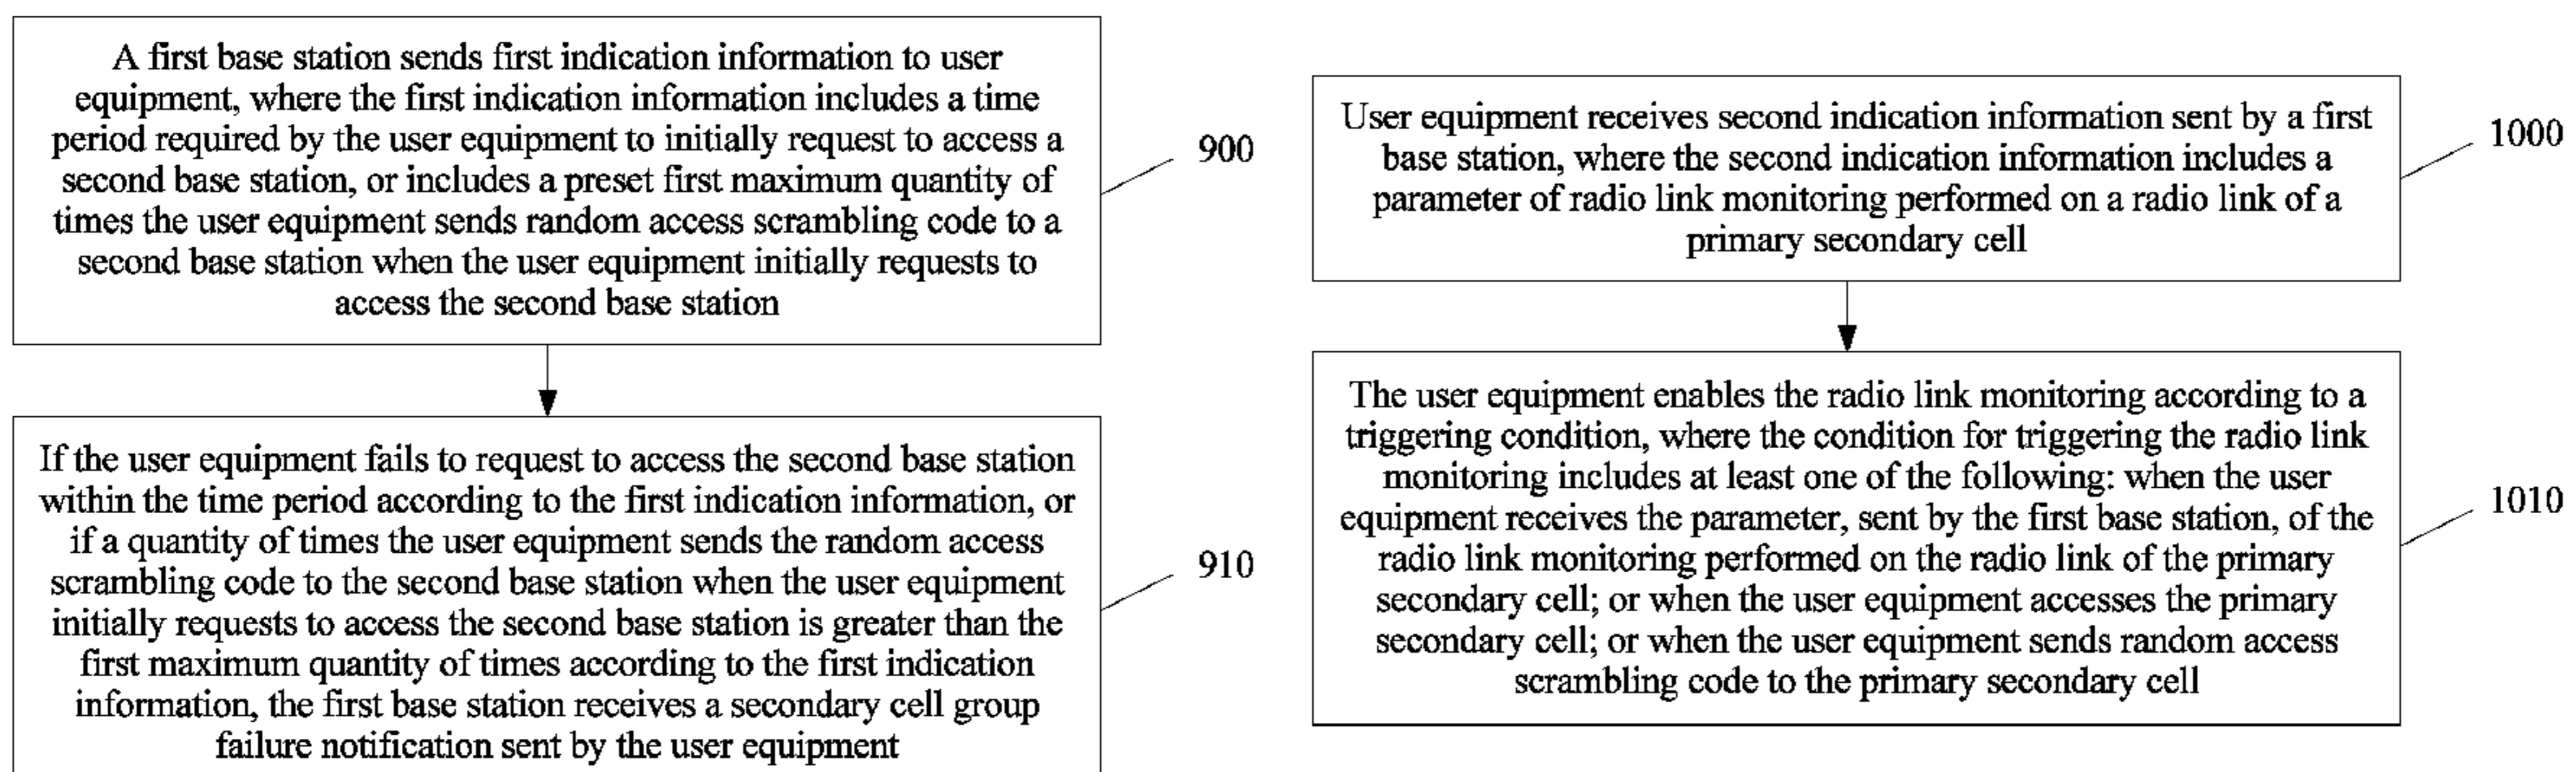 A first base station sends first indication information to user
equipment, where the first indication information includes a time
period required by the user equipment to initially request to access a
second base station, or includes a preset first maximum quantity of
times the user equipment sends random access scrambling code to a
second base station when the user equipment initially requests to
access the second base station
900
If the user equipment fails to request to access the second base station
within the time period according to the first indication information, or
if a quantity of times the user equipment sends the random access
scrambling code to the second base station when the user equipment
initially requests to access the second base station is greater than the
first maximum quantity of times according to the first indication
information, the first base station receives a secondary cell group
failure notification sent by the user equipment
910
User equipment receives second indication information sent by a first
base station, where the second indication information includes a
parameter of radio link monitoring performed on a radio link of a
primary secondary cell
1000
The user equipment enables the radio link monitoring according to a
triggering condition, where the condition for triggering the radio link
monitoring includes at least one of the following: when the user
equipment receives the parameter, sent by the first base station, of the
radio link monitoring performed on the radio link of the primary
secondary cell; or when the user equipment accesses the primary
secondary cell; or when the user equipment sends random access
scrambling code to the primary secondary cell
1010